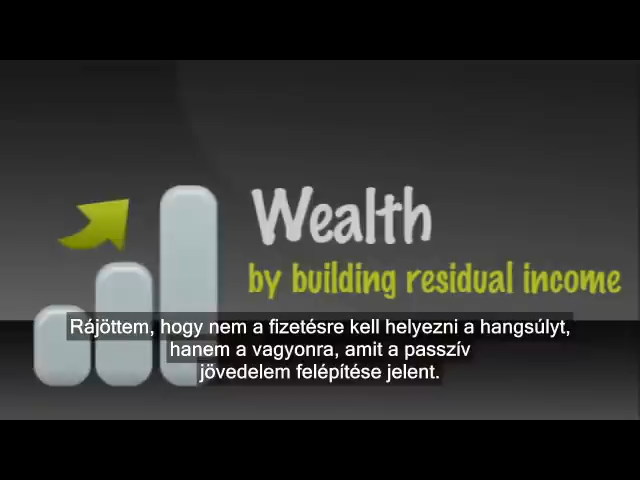 Wealth
by building residual income
Rájöttem, hogy nem a fizetésre kell helyezni a hangsúlyt,
hanem a vagyonra, amit a passzív
jövedelem felépítése jelent.